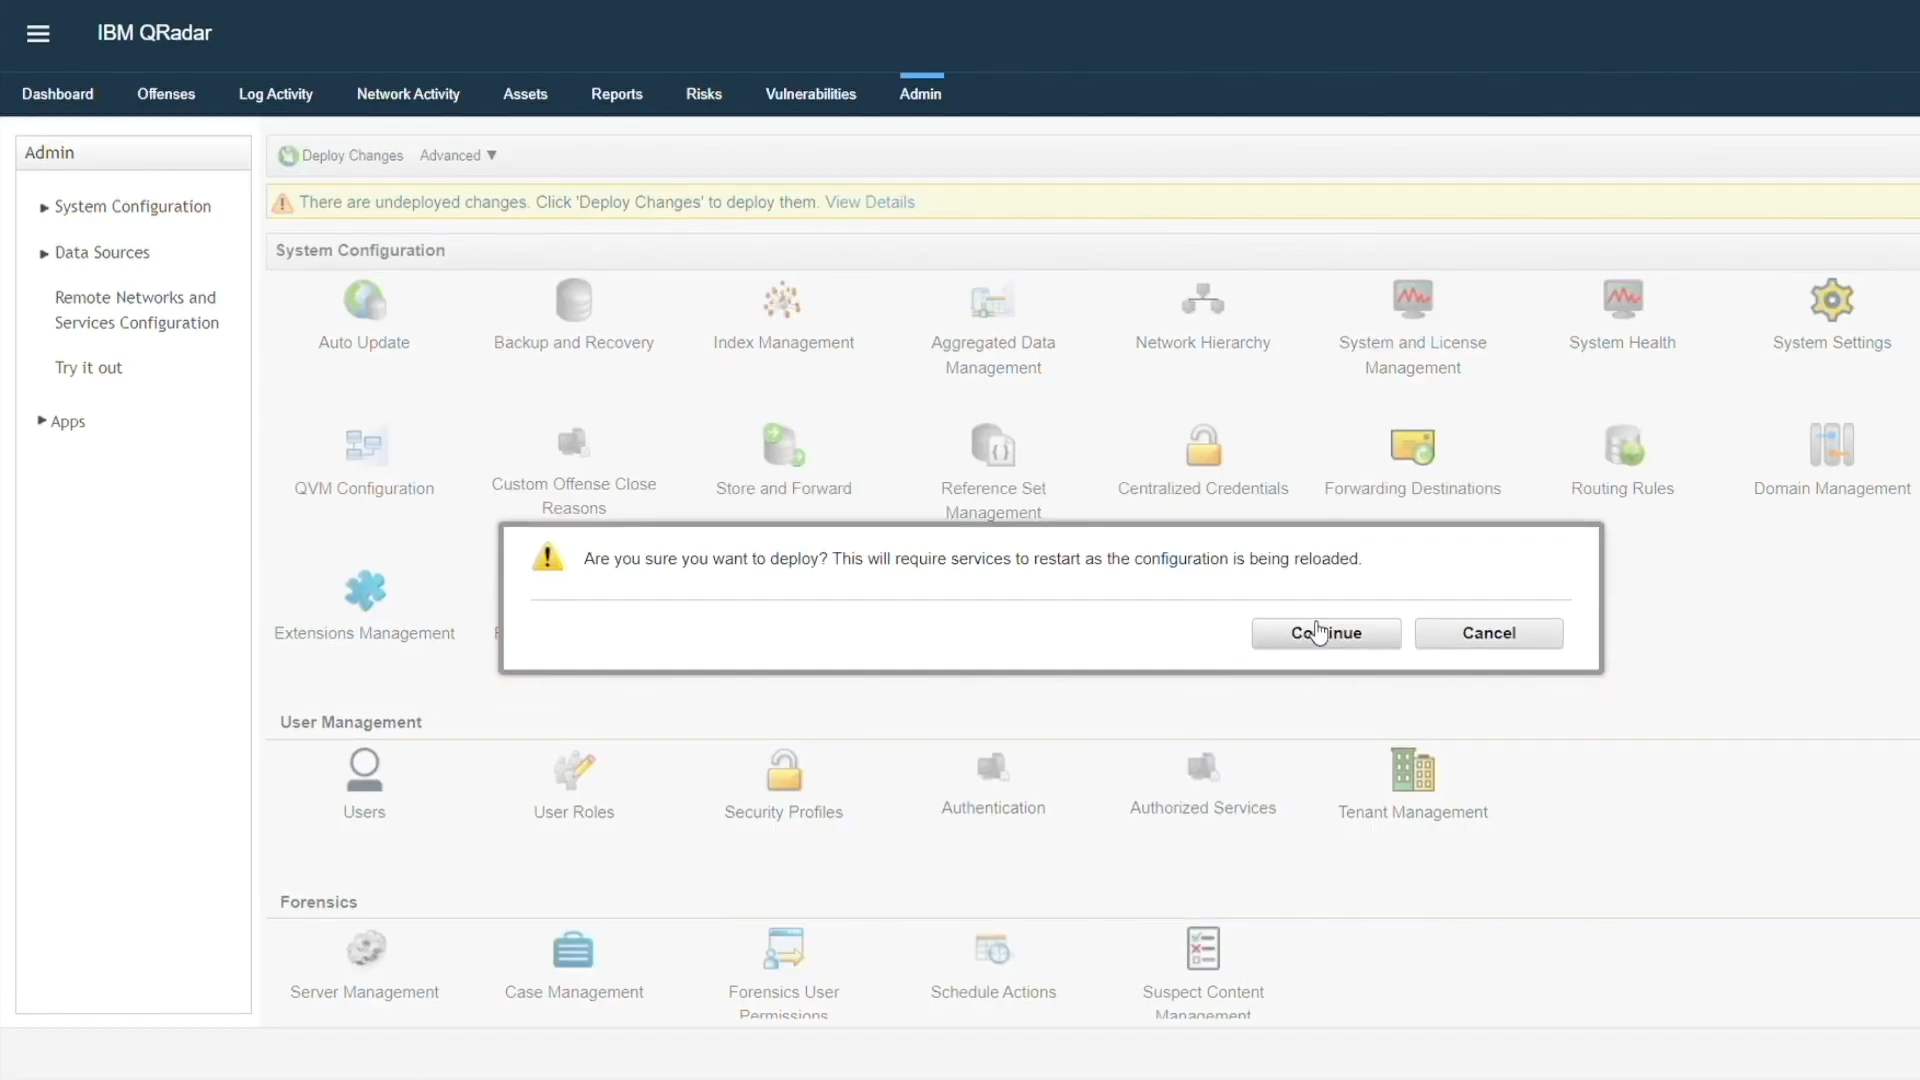 IBM QRadar
Dashboard Offenses Log Activity Network Activity Assets Reports Risks Vulnerabilities Admin
Admin
System Configuration
Data Sources
Remote Networks and
Services Configuration
Try it out
Apps
Deploy Changes Advanced ▼
There are undeployed changes. Click 'Deploy Changes' to deploy them. View Details
System Configuration
Auto Update
Backup and Recovery
Index Management
Aggregated Data
Management
Network Hierarchy
System and License
Management
System Health
System Settings
QVM Configuration
Custom Offense Close
Reasons
Store and Forward
Reference Set
Management
Centralized Credentials
Forwarding Destinations
Routing Rules
Domain Management
Extensions Management
Are you sure you want to deploy? This will require services to restart as the configuration is being reloaded.
Continue
Cancel
User Management
Users
User Roles
Security Profiles
Authentication
Authorized Services
Tenant Management
Forensics
Server Management
Case Management
Forensics User
Permissions
Schedule Actions
Suspect Content
Management